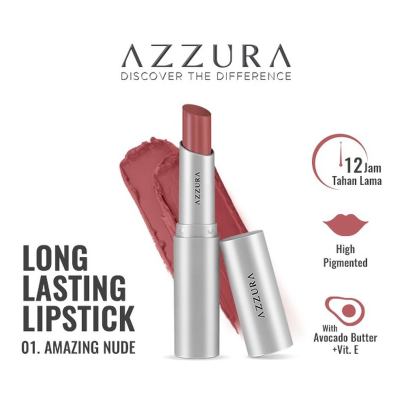 AZZURA
DISCOVER THE DIFFERENCE
AZZURA
AZZURA
LONG
LASTING
LIPSTICK
01. AMAZING NUDE
12 Jam
Tahan Lama
High
Pigmented
With
Avocado Butter
+Vit. E